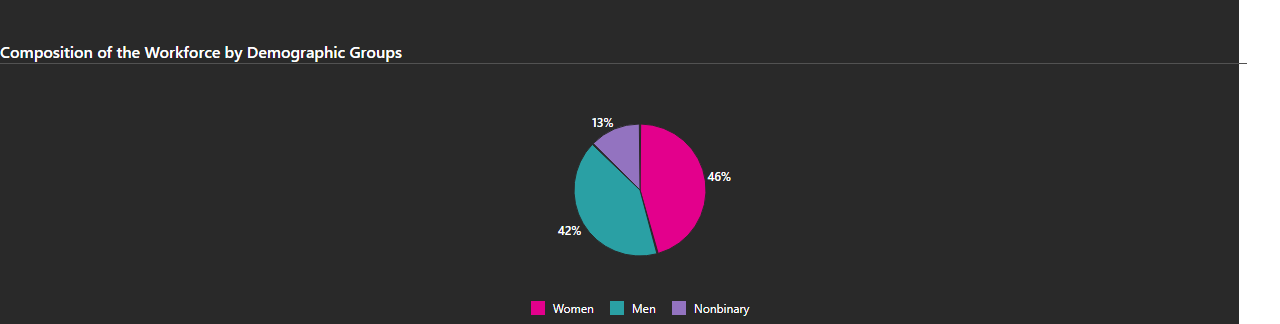 Composition of the Workforce by Demographic Groups
13%
46%
42%
Women Men Nonbinary